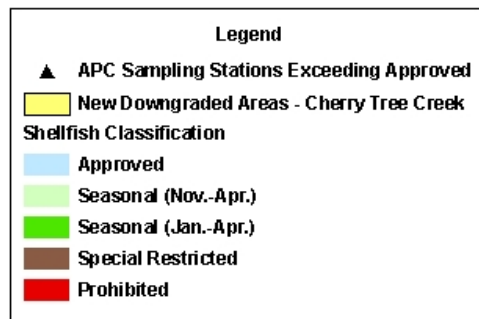 Legend
APC Sampling Stations Exceeding Approved
New Downgraded Areas - Cherry Tree Creek
Shellfish Classification
Approved
Seasonal (Nov.-Apr.)
Seasonal (Jan.-Apr.)
Special Restricted
Prohibited